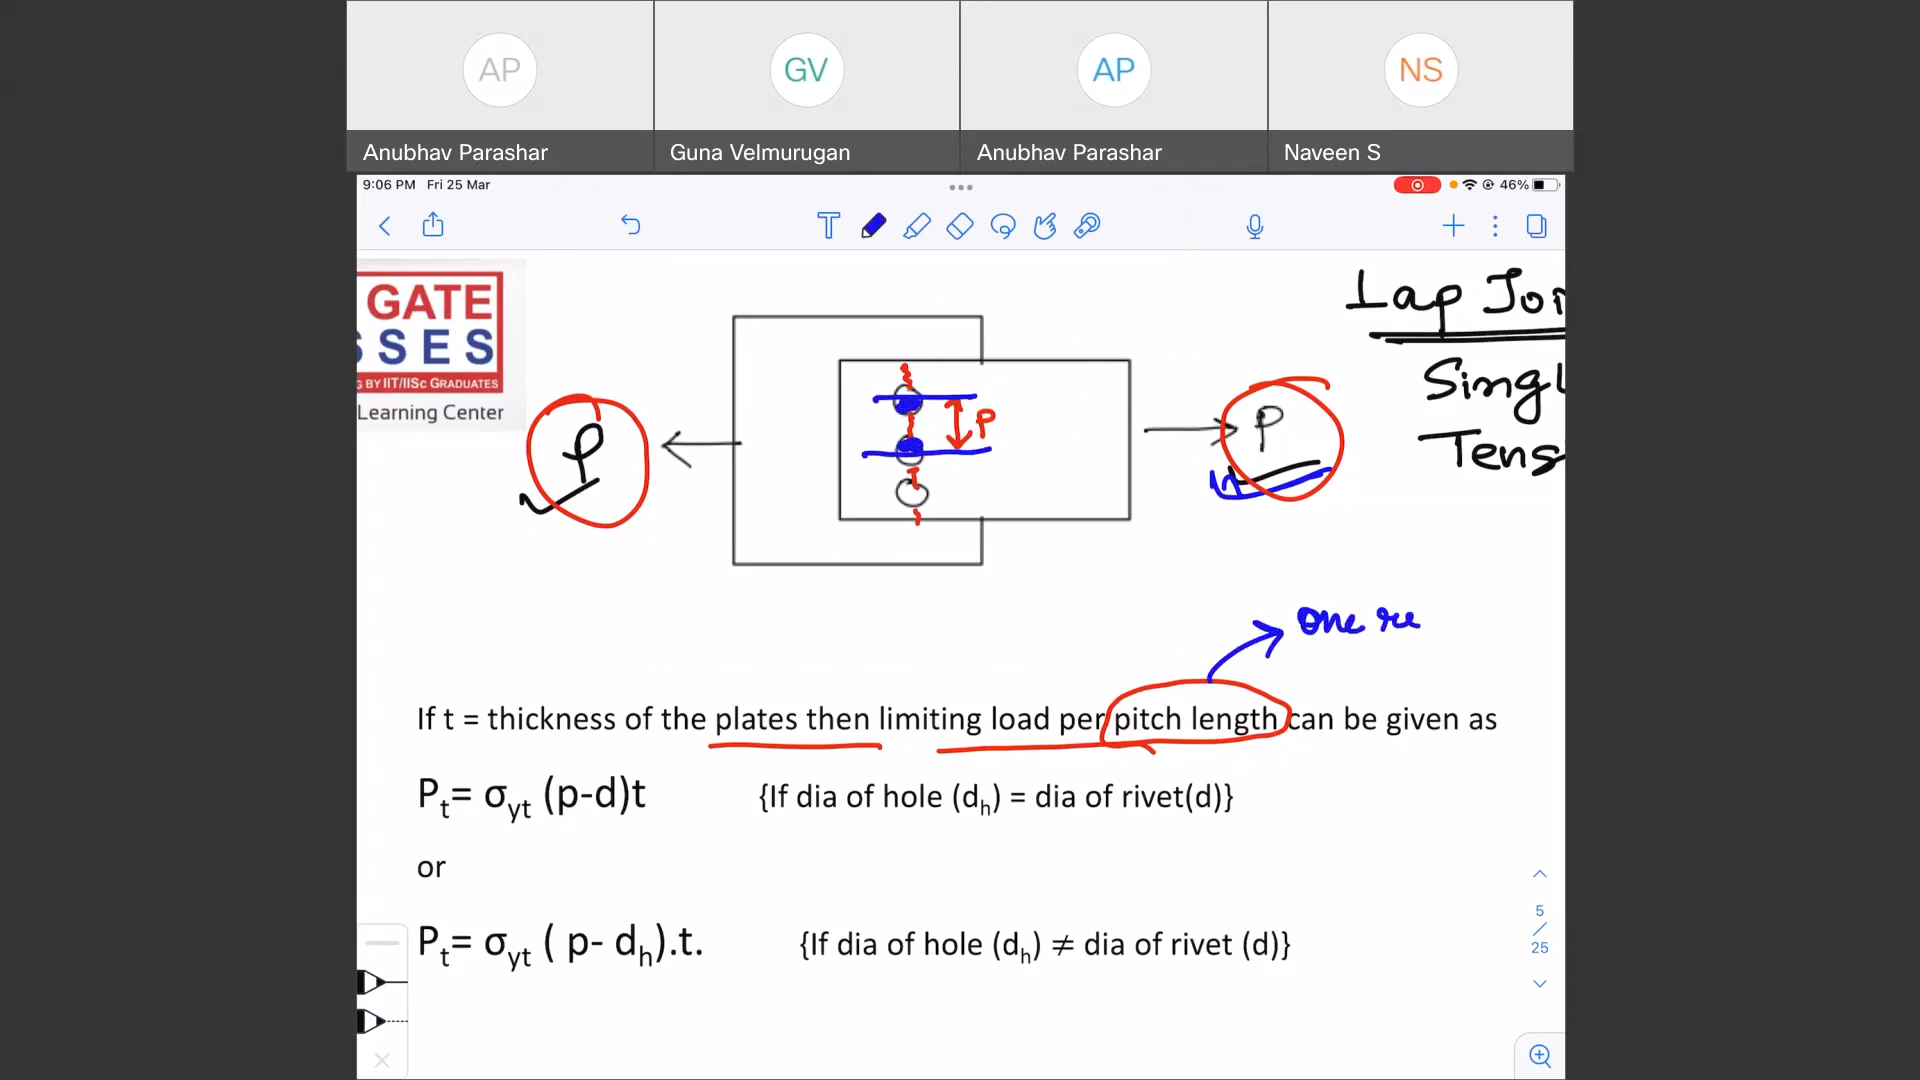 AP
GV
AP
NS
Anubhav Parashar
Guna Velmurugan
Anubhav Parashar
Naveen S
9:06 PM Fri 25 Mar
46%
GATE
SSES
G BY IIT/IISc GRADUATES
Learning Center
Lap Joi
Singl
Tens
P
P
P
One re
If t = thickness of the plates then limiting load per pitch length can be given as
Pt= σyt (p-d)t {If dia of hole (dh) = dia of rivet(d)}
or
Pt= σyt ( p- dh).t. {If dia of hole (dh) ≠ dia of rivet (d)}
5
/
25